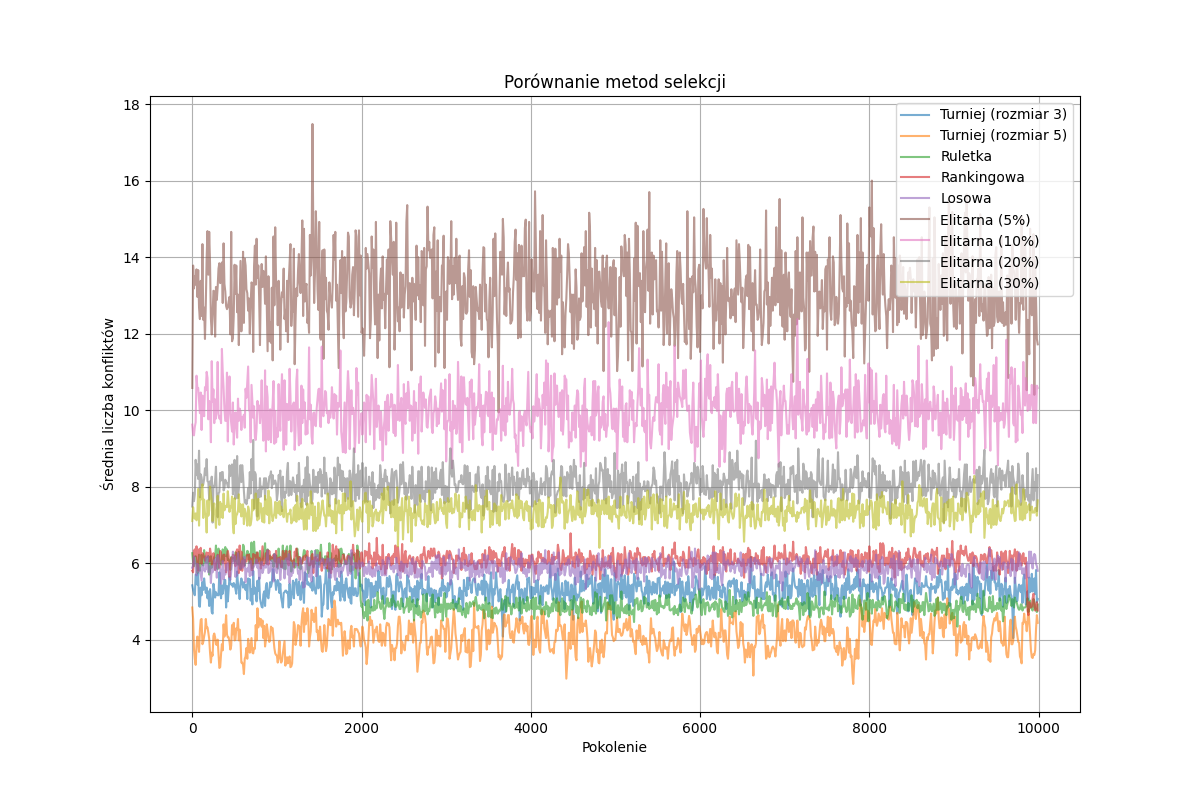 Porównanie metod selekcji
Średnia liczba konfliktów
18
16
14
12
10
8
6
4
Turniej (rozmiar 3)
Turniej (rozmiar 5)
Ruletka
Rankingowa
Losowa
Elitarna (5%)
Elitarna (10%)
Elitarna (20%)
Elitarna (30%)
0
2000
4000
6000
8000
10000
Pokolenie